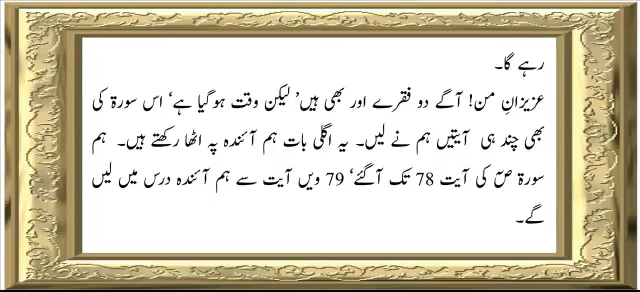 رہے گا۔
عزیزانِ من! آگے دو فقرے اور بھی ہیں’ لیکن وقت ہوگیا ہے‘ اس سورۃ کی
بھی چند ہی آیتیں ہم نے لیں۔ یہ اگلی بات ہم آئندہ پہ اٹھا رکھتے ہیں۔ ہم
سورۃ صٓ کی آیت 78 تک آگئے‘ 79 ویں آیت سے ہم آئندہ درس میں لیں
گے۔